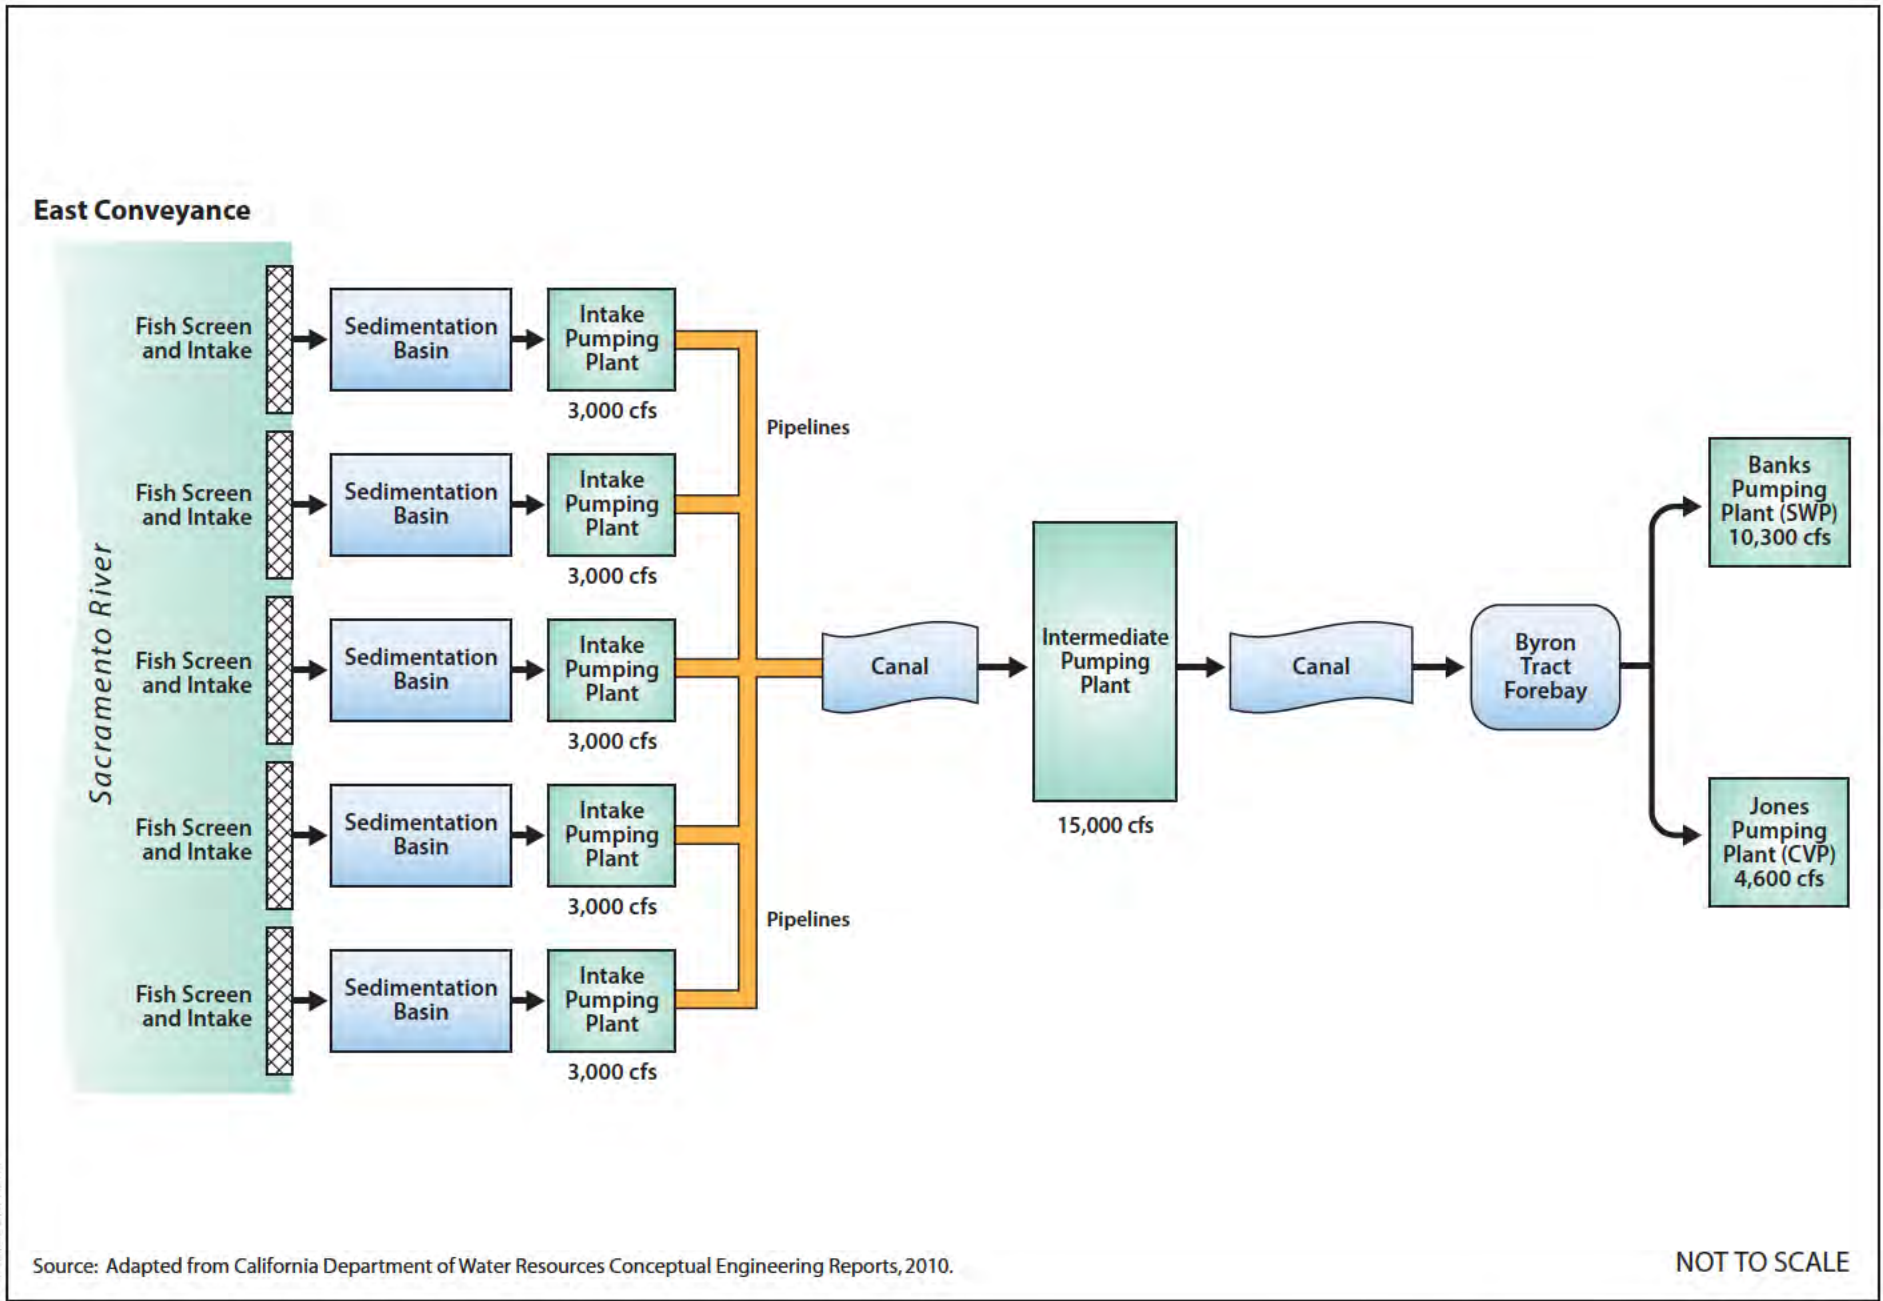 East Conveyance
Sacramento River
Fish Screen
and Intake
Sedimentation
Basin
Intake
Pumping
Plant
3,000 cfs
Pipelines
Fish Screen
and Intake
Sedimentation
Basin
Intake
Pumping
Plant
3,000 cfs
Fish Screen
and Intake
Sedimentation
Basin
Intake
Pumping
Plant
3,000 cfs
Fish Screen
and Intake
Sedimentation
Basin
Intake
Pumping
Plant
3,000 cfs
Pipelines
Fish Screen
and Intake
Sedimentation
Basin
Intake
Pumping
Plant
3,000 cfs
Canal
Intermediate
Pumping
Plant
15,000 cfs
Canal
Byron
Tract
Forebay
Banks
Pumping
Plant (SWP)
10,300 cfs
Jones
Pumping
Plant (CVP)
4,600 cfs
Source: Adapted from California Department of Water Resources Conceptual Engineering Reports, 2010.
NOT TO SCALE